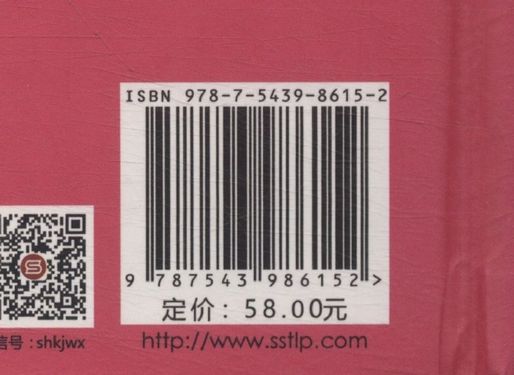 ISBN 978-7-5439-8615-2
9 787543 986152 >
定价：58.00元
信号：shkjwx
http://www.sstlp.com